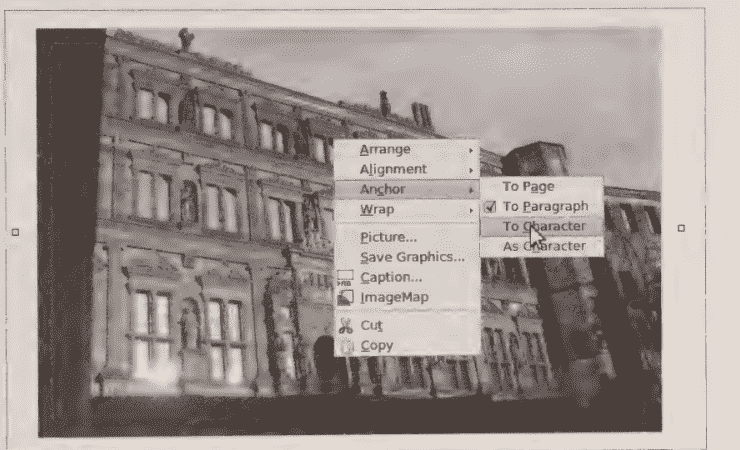 Arrange
Alignment
Anchor
Wrap
Picture...
Save Graphics...
Caption...
ImageMap
Cut
Copy
To Page
To Paragraph
To Character
As Character